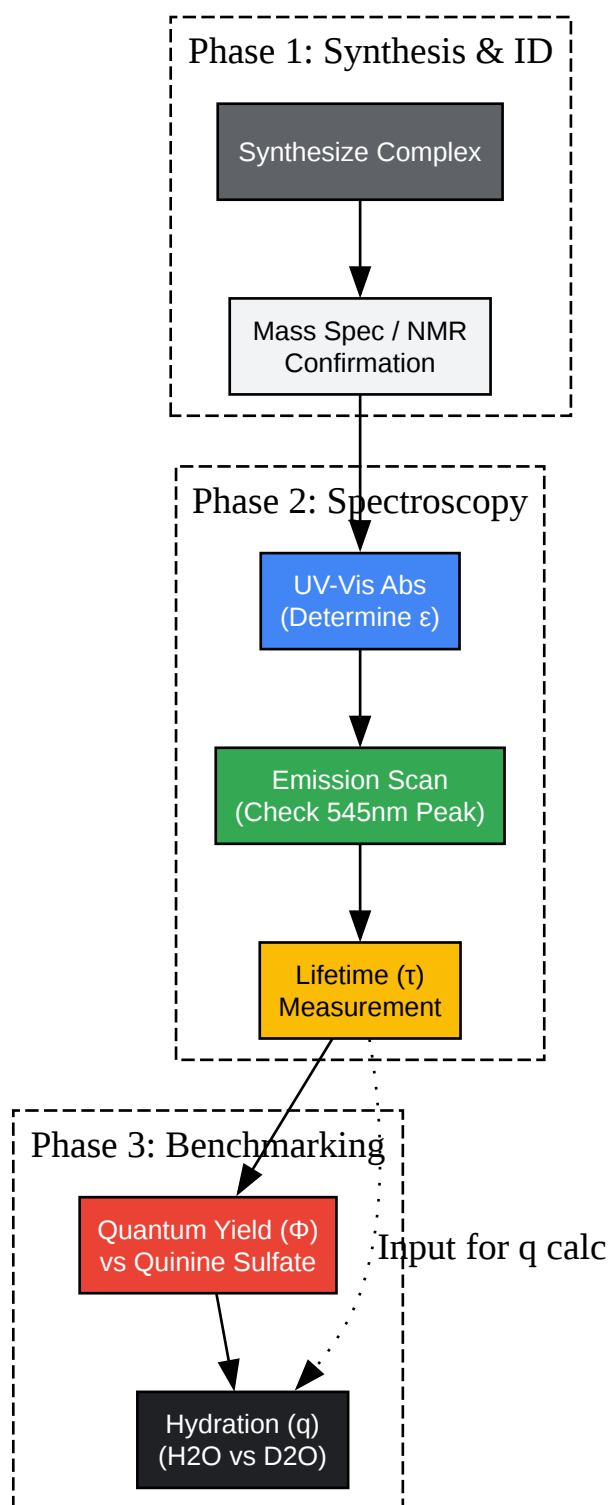 Phase 1: Synthesis & ID
Synthesize Complex
Mass Spec / NMR
Confirmation
Phase 2: Spectroscopy
UV-Vis Abs
(Determine ε)
Emission Scan
(Check 545nm Peak)
Lifetime (τ)
Measurement
Phase 3: Benchmarking
Quantum Yield (Φ)
vs Quinine Sulfate
Input for q calc
Hydration (q)
(H2O vs D2O)